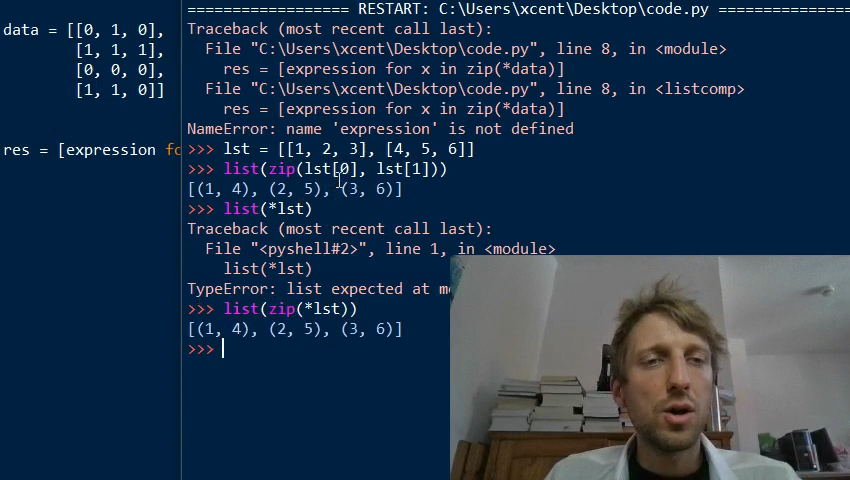 data = [[0, 1, 0],
[1, 1, 1],
[0, 0, 0],
[1, 1, 0]]
res = [expression
=================== RESTART: C:\Users\xcent\Desktop\code.py ===============
Traceback (most recent call last):
File "C:\Users\xcent\Desktop\code.py", line 8, in <module>
res = [expression for x in zip(*data)]
File "C:\Users\xcent\Desktop\code.py", line 8, in <listcomp>
res = [expression for x in zip(*data)]
NameError: name 'expression' is not defined
>>> lst = [[1, 2, 3], [4, 5, 6]]
>>> list(zip(lst[0], lst[1]))
[(1, 4), (2, 5), (3, 6)]
>>> list(*lst)
Traceback (most recent call last):
File "<pyshell#2>", line 1, in <module>
list(*lst)
TypeError: list expected at
>>> list(zip(*lst))
[(1, 4), (2, 5), (3, 6)]
>>>